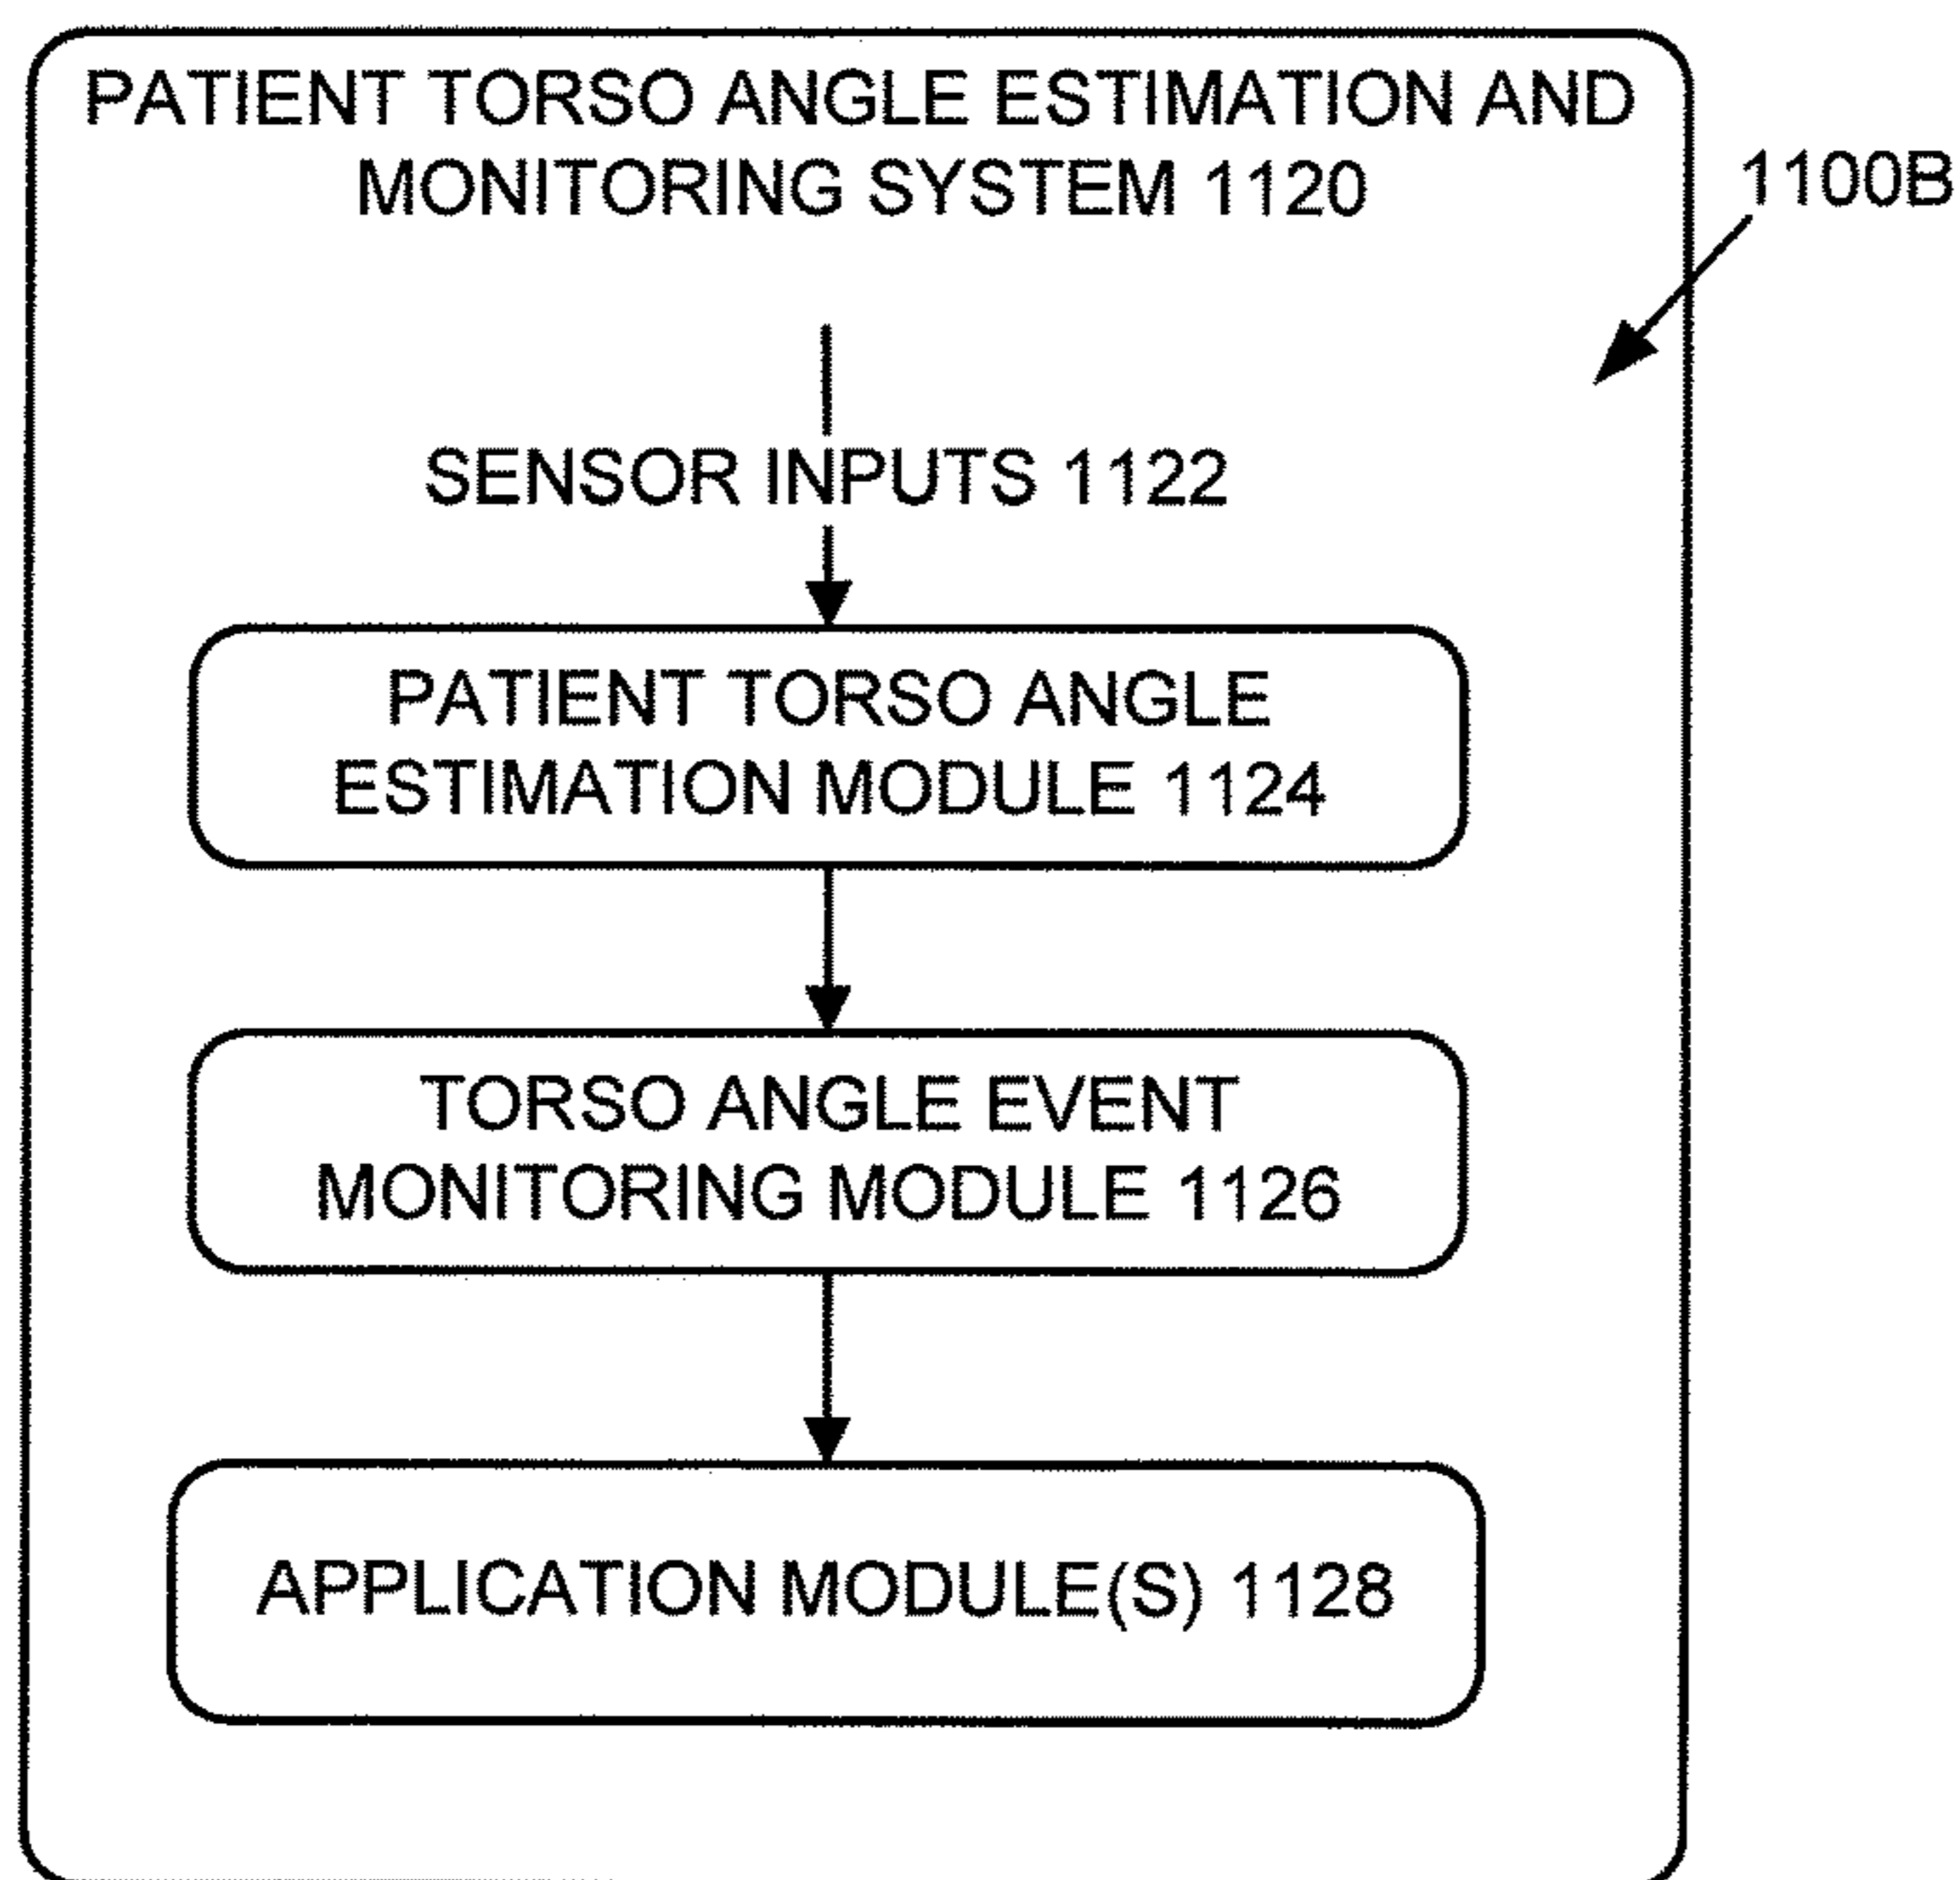 PATIENT TORSO ANGLE ESTIMATION AND
MONITORING SYSTEM 1120
1100B
SENSOR INPUTS 1122
PATIENT TORSO ANGLE
ESTIMATION MODULE 1124
TORSO ANGLE EVENT
MONITORING MODULE 1126
APPLICATION MODULE(S) 1128